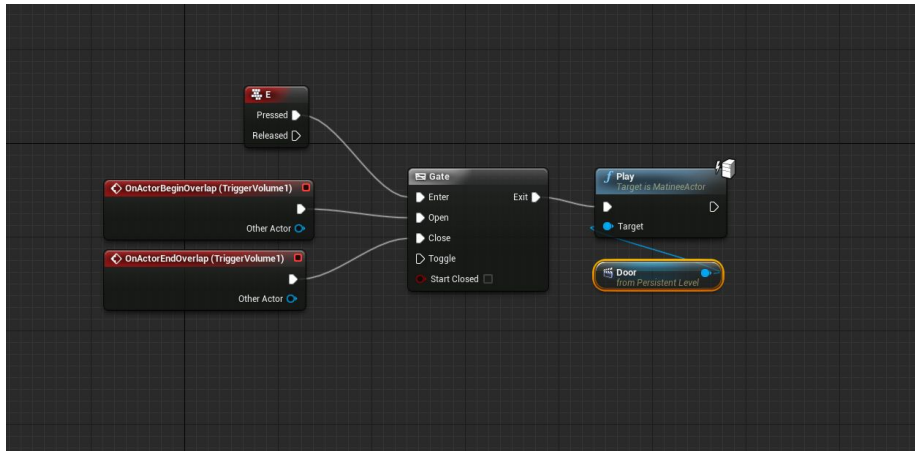 E
Pressed
Released
OnActorBeginOverlap (TriggerVolume1)
Other Actor
OnActorEndOverlap (TriggerVolume1)
Other Actor
Gate
Enter
Exit
Open
Close
Toggle
Start Closed
Play
Target is MatineeActor
Target
Door
from Persistent Level